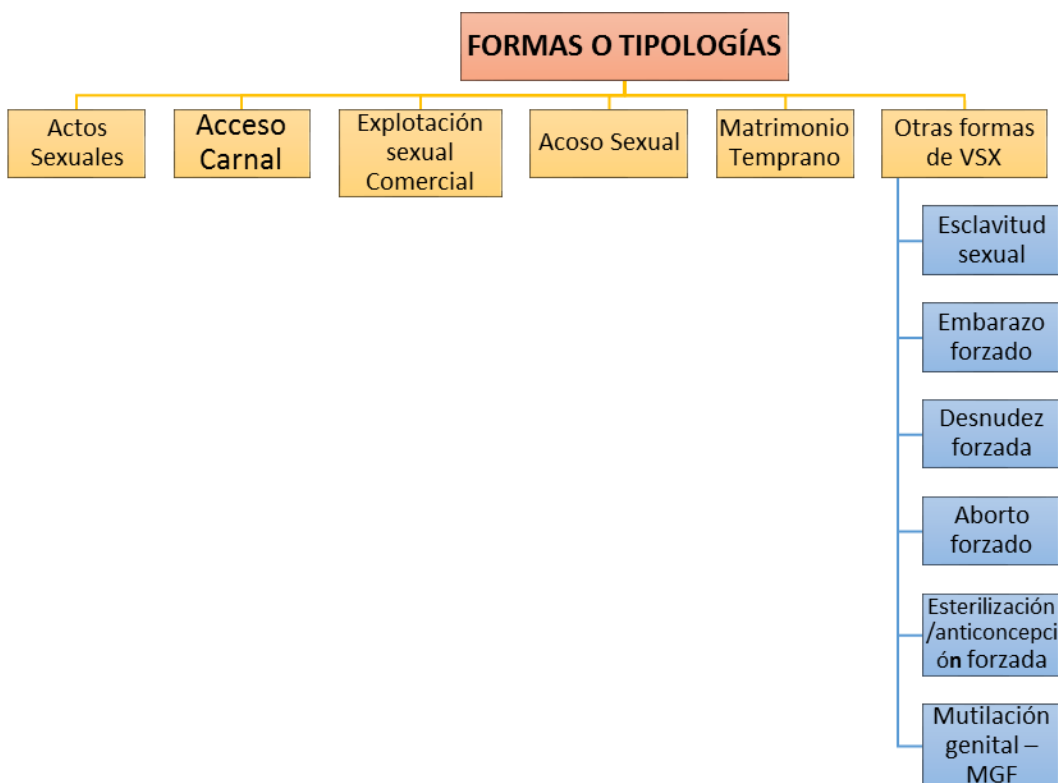 FORMAS O TIPOLOGÍAS
Actos
Sexuales
Acceso
Carnal
Explotación
sexual
Comercial
Acoso Sexual
Matrimonio
Temprano
Otras formas
de VSX
Esclavitud
sexual
Embarazo
forzado
Desnudez
forzada
Aborto
forzado
Esterilización
/anticoncepci
ón forzada
Mutilación
genital –
MGF